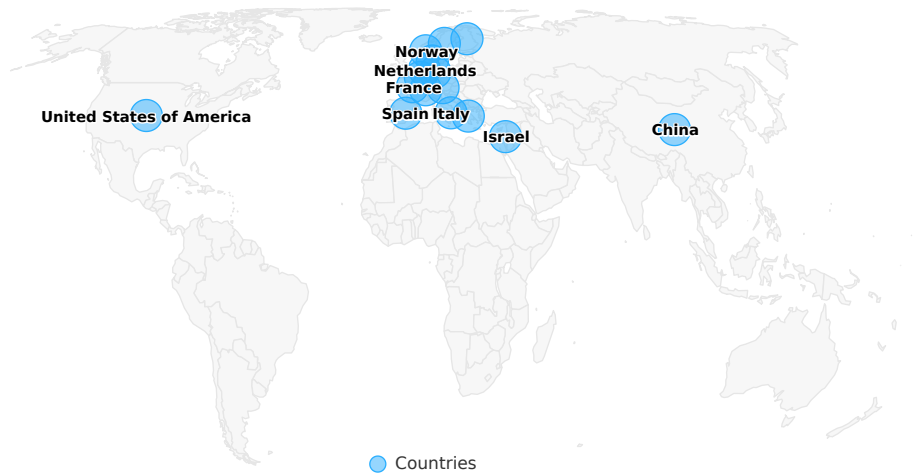 Norway
Netherlands
France
United States of America
Spain
Italy
China
Israel
Countries